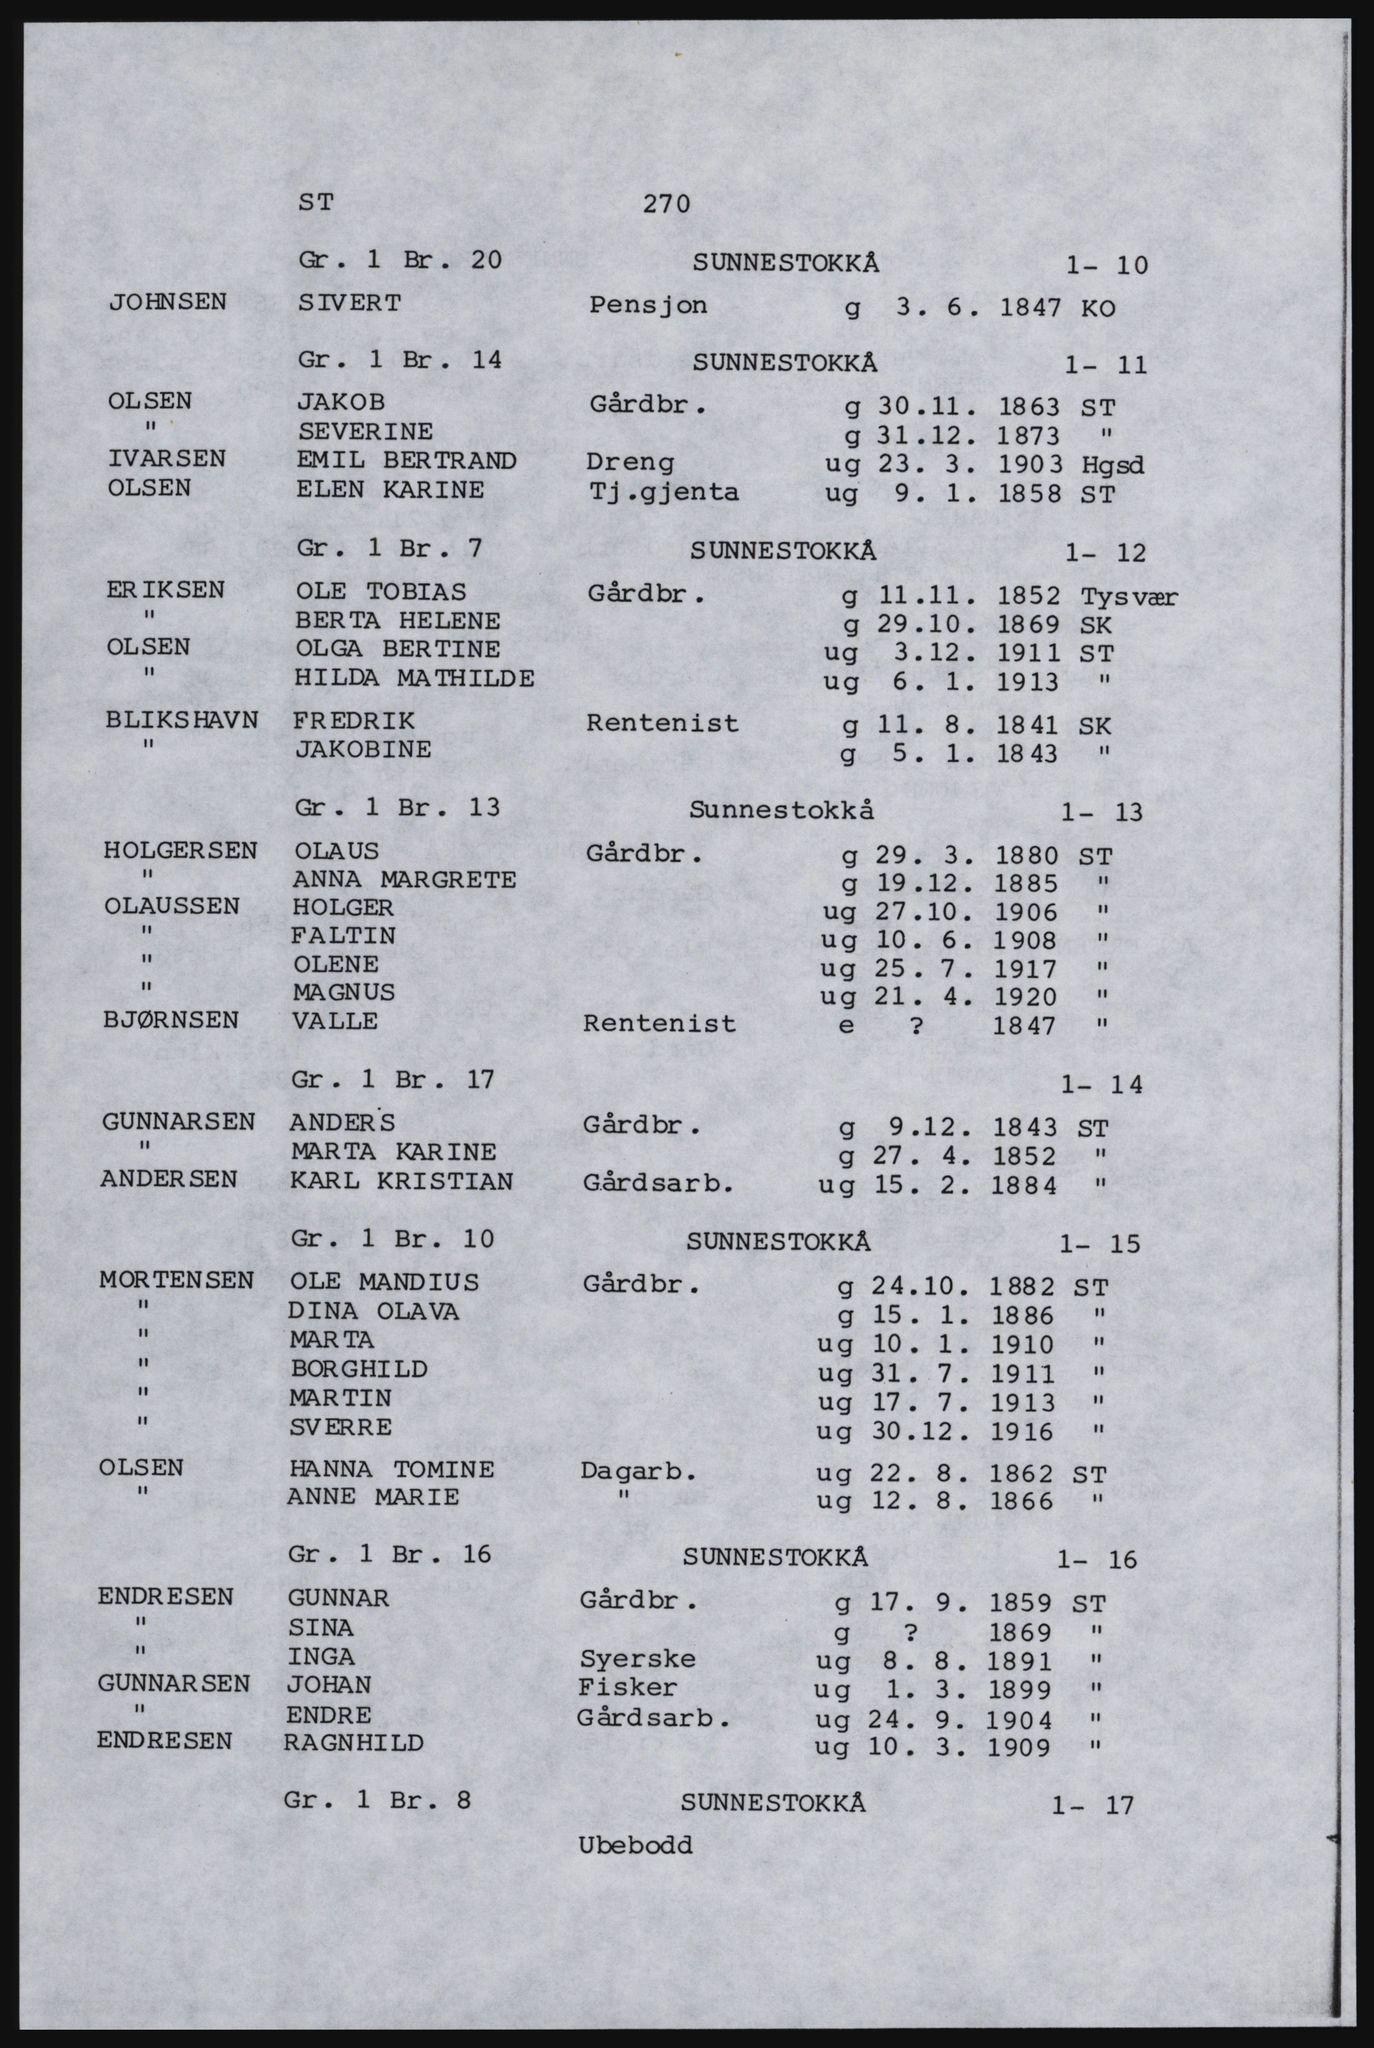 ST 270
Gr. 1 Br. 20 SUNNESTOKKÅ 1- 10
JOHNSEN SIVERT Pensjon g 3. 6. 1847 KO
Gr. 1 Br. 14 SUNNESTOKKÅ 1- 11
OLSEN JAKOB Gårdbr. g 30.11. 1863 ST
" SEVERINE g 31.12. 1873 "
IVARSEN EMIL BERTRAND Dreng ug 23. 3. 1903 Hgsd
OLSEN ELEN KARINE Tj.gjenta ug 9. 1. 1858 ST
Gr. 1 Br. 7 SUNNESTOKKÅ 1- 12
ERIKSEN OLE TOBIAS Gårdbr. g 11.11. 1852 Tysvær
" BERTA HELENE g 29.10. 1869 SK
OLSEN OLGA BERTINE ug 3.12. 1911 ST
" HILDA MATHILDE ug 6. 1. 1913 "
BLIKSHAVN FREDRIK Rentenist g 11. 8. 1841 SK
" JAKOBINE g 5. 1. 1843 "
Gr. 1 Br. 13 Sunnestokkå 1- 13
HOLGERSEN OLAUS Gårdbr. g 29. 3. 1880 ST
" ANNA MARGRETE g 19.12. 1885 "
OLAUSSEN HOLGER ug 27.10. 1906 "
" FALTIN ug 10. 6. 1908 "
" OLENE ug 25. 7. 1917 "
" MAGNUS ug 21. 4. 1920 "
BJØRNSEN VALLE Rentenist e ? 1847 "
Gr. 1 Br. 17 1- 14
GUNNARSEN ANDERS Gårdbr. g 9.12. 1843 ST
" MARTA KARINE g 27. 4. 1852 "
ANDERSEN KARL KRISTIAN Gårdsarb. ug 15. 2. 1884 "
Gr. 1 Br. 10 SUNNESTOKKÅ 1- 15
MORTENSEN OLE MANDIUS Gårdbr. g 24.10. 1882 ST
" DINA OLAVA g 15. 1. 1886 "
" MARTA ug 10. 1. 1910 "
" BORGHILD ug 31. 7. 1911 "
" MARTIN ug 17. 7. 1913 "
" SVERRE ug 30.12. 1916 "
OLSEN HANNA TOMINE Dagarb. ug 22. 8. 1862 ST
" ANNE MARIE " ug 12. 8. 1866 "
Gr. 1 Br. 16 SUNNESTOKKÅ 1- 16
ENDRESEN GUNNAR Gårdbr. g 17. 9. 1859 ST
" SINA g ? 1869 "
" INGA Syerske ug 8. 8. 1891 "
GUNNARSEN JOHAN Fisker ug 1. 3. 1899 "
" ENDRE Gårdsarb. ug 24. 9. 1904 "
ENDRESEN RAGNHILD ug 10. 3. 1909 "
Gr. 1 Br. 8 SUNNESTOKKÅ 1- 17
Ubebodd